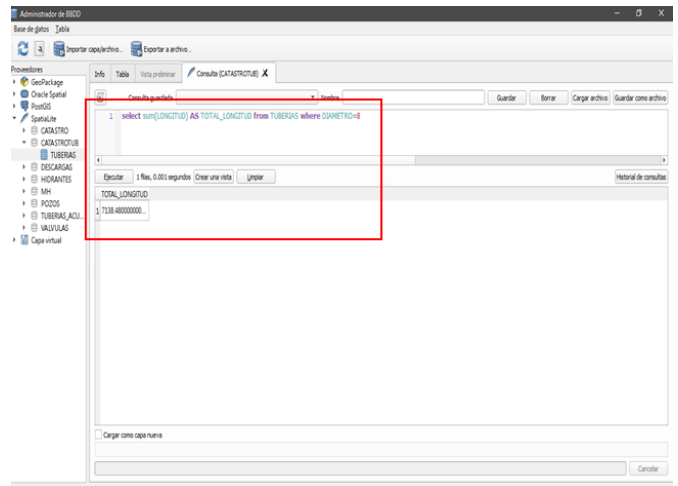 Administrador de BBDD
Base de datos Tabla
Importar capa/archivo... Exportar a archivo...
Proveedores
GeoPackage
Oracle Spatial
PostGIS
SpatiaLite
CATASTRO
CATASTROTUB
TUBERIAS
DESCARGAS
HIDRANTES
MH
POZOS
TUBERIAS_ACU...
VALVULAS
Capa virtual
Info Tabla Vista preliminar Consulta (CATASTROTUB) X
Consulta guardada Nombre Guardar Borrar Cargar archivo Guardar como archivo
1 select sum(LONGITUD) AS TOTAL_LONGITUD from TUBERIAS where DIAMETRO=8
Ejecutar 1 filas, 0.001 segundos Crear una vista Limpiar Historial de consultas
TOTAL_LONGITUD
1 7138.480000000...
Cargar como capa nueva
Cancelar